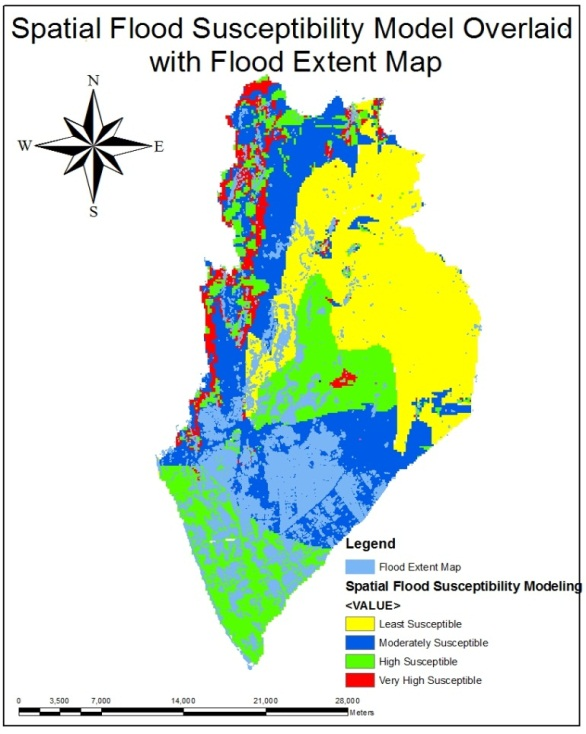 Spatial Flood Susceptibility Model Overlaid
with Flood Extent Map
N
W
E
S
Legend
Flood Extent Map
Spatial Flood Susceptibility Modeling
<VALUE>
Least Susceptible
Moderately Susceptible
High Susceptible
Very High Susceptible
0 3,500 7,000 14,000 21,000 28,000
Meters